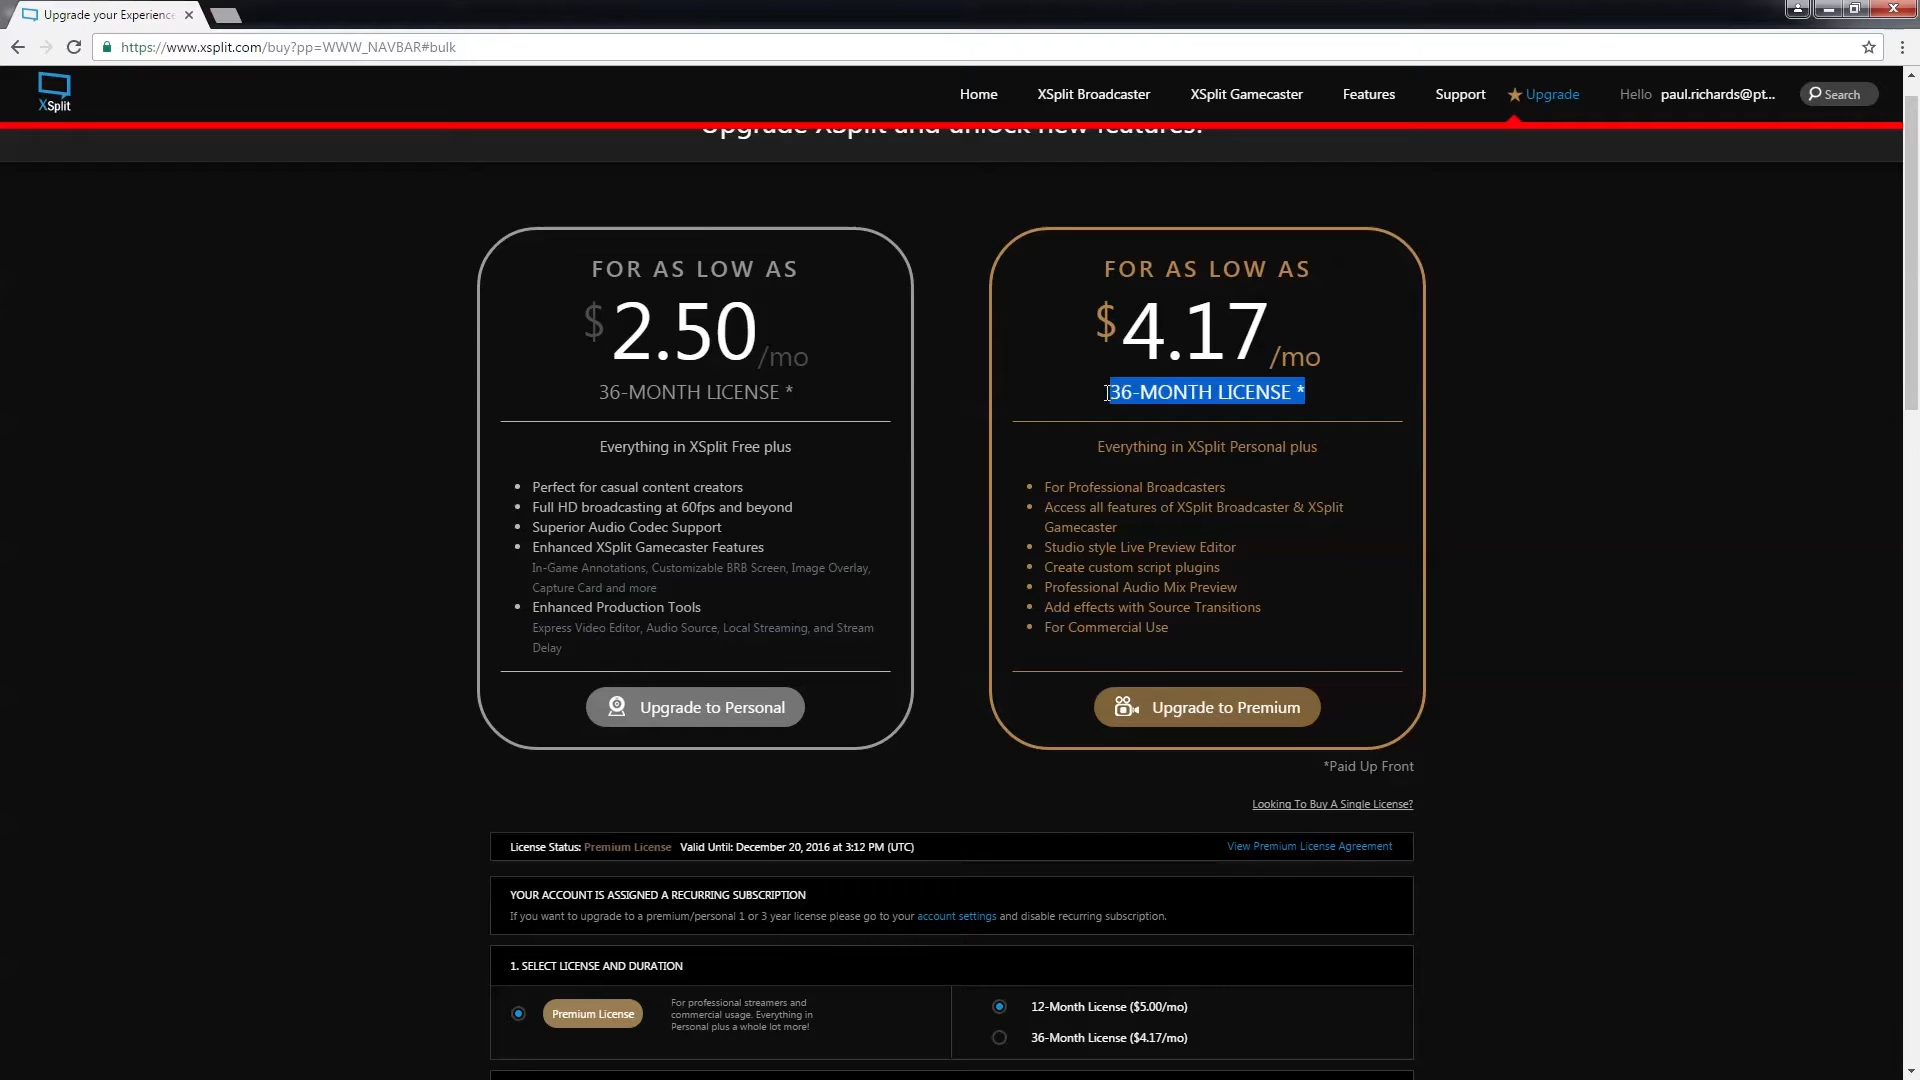 Upgrade your Experience
https://www.xsplit.com/buy?pp=WWW_NAVBAR#bulk
XSplit
Home
XSplit Broadcaster
XSplit Gamecaster
Features
Support
Upgrade
Hello paul.richards@pt...
Search
Upgrade XSplit and unlock new features.
FOR AS LOW AS
$2.50/mo
36-MONTH LICENSE *
Everything in XSplit Free plus
• Perfect for casual content creators
• Full HD broadcasting at 60fps and beyond
• Superior Audio Codec Support
• Enhanced XSplit Gamecaster Features
In-Game Annotations, Customizable BRB Screen, Image Overlay,
Capture Card and more
• Enhanced Production Tools
Express Video Editor, Audio Source, Local Streaming, and Stream
Delay
Upgrade to Personal
FOR AS LOW AS
$4.17/mo
36-MONTH LICENSE *
Everything in XSplit Personal plus
• For Professional Broadcasters
• Access all features of XSplit Broadcaster & XSplit
Gamecaster
• Studio style Live Preview Editor
• Create custom script plugins
• Professional Audio Mix Preview
• Add effects with Source Transitions
• For Commercial Use
Upgrade to Premium
*Paid Up Front
Looking To Buy A Single License?
License Status: Premium License Valid Until: December 20, 2016 at 3:12 PM (UTC)
View Premium License Agreement
YOUR ACCOUNT IS ASSIGNED A RECURRING SUBSCRIPTION
If you want to upgrade to a premium/personal 1 or 3 year license please go to your account settings and disable recurring subscription.
1. SELECT LICENSE AND DURATION
Premium License
For professional streamers and
commercial usage. Everything in
Personal plus a whole lot more!
12-Month License ($5.00/mo)
36-Month License ($4.17/mo)